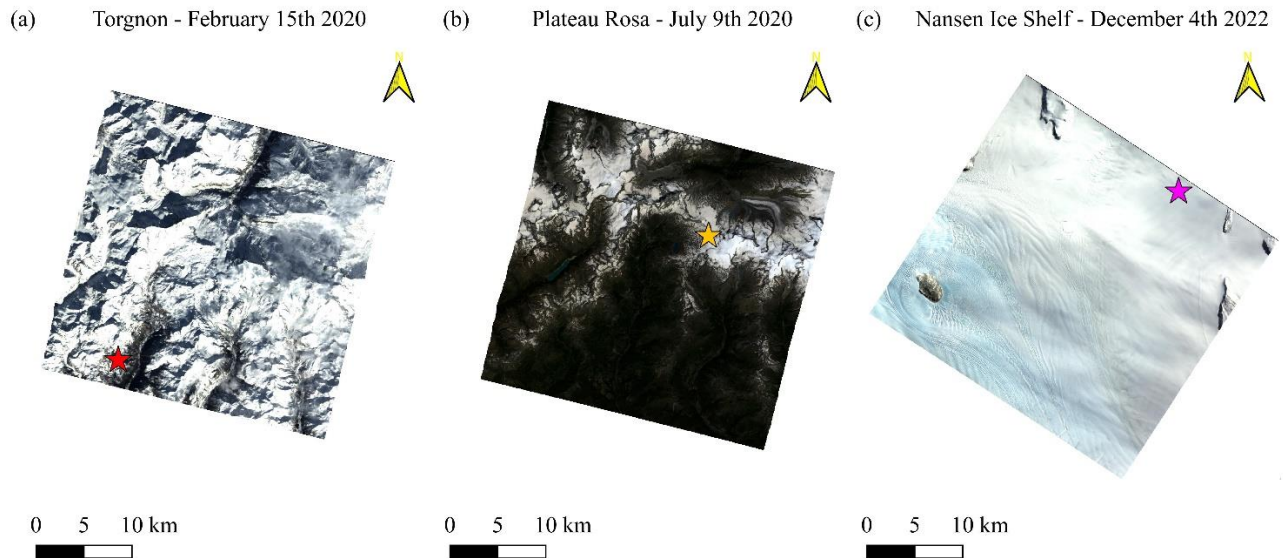 (a) Torgnon - February 15th 2020
(b) Plateau Rosa - July 9th 2020
(c) Nansen Ice Shelf - December 4th 2022
N
N
N
0 5 10 km
0 5 10 km
0 5 10 km